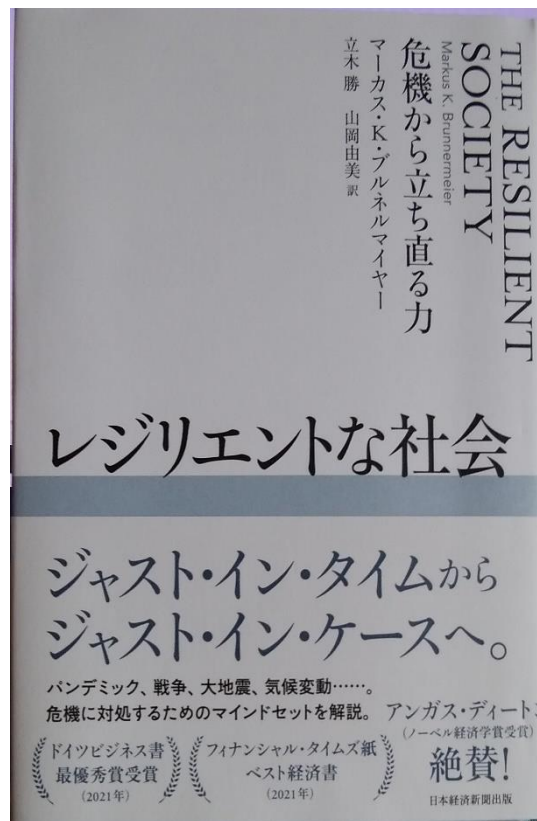 THE RESILIENT
SOCIETY
Markus K. Brunnermeier
危機から立ち直る力
マーカス・K・ブルネルマイヤー
立木 勝 山岡由美 訳
レジリエントな社会
ジャスト・イン・タイムから
ジャスト・イン・ケースへ。
パンデミック、戦争、大地震、気候変動……。
危機に対処するためのマインドセットを解説。
ドイツビジネス書
最優秀賞受賞
(2021年)
フィナンシャル・タイムズ紙
ベスト経済書
(2021年)
アンガス・ディート
(ノーベル経済学賞受賞)
絶賛!
日本経済新聞出版